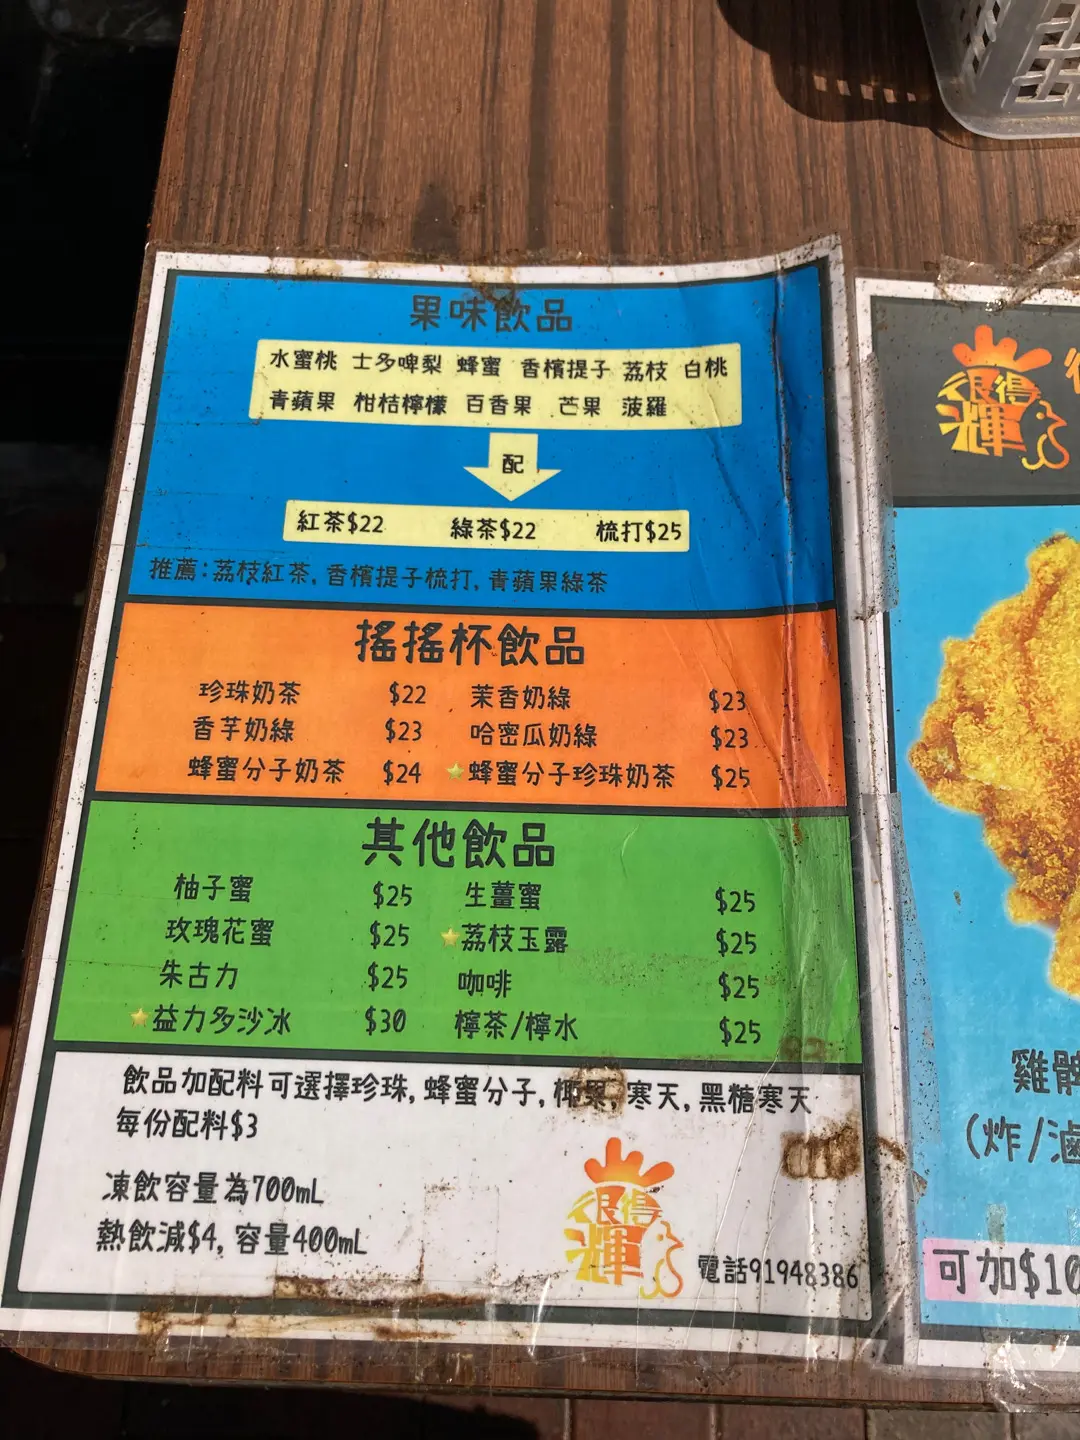 果味飲品
水蜜桃 士多啤梨 蜂蜜 香檳提子 荔枝 白桃
青蘋果 柑桔檸檬 百香果 芒果 菠羅
配
紅茶$22 綠茶$22 梳打$25
推薦:荔枝紅茶, 香檳提子梳打, 青蘋果綠茶
搖搖杯飲品
珍珠奶茶 $22 茉香奶綠 $23
香芋奶綠 $23 哈密瓜奶綠 $23
蜂蜜分子奶茶 $24 蜂蜜分子珍珠奶茶 $25
其他飲品
柚子蜜 $25 生薑蜜 $25
玫瑰花蜜 $25 荔枝玉露 $25
朱古力 $25 咖啡 $25
益力多沙冰 $30 檸茶/檸水 $25
飲品加配料可選擇珍珠, 蜂蜜分子, 椰果, 寒天, 黑糖寒天
每份配料$3
凍飲容量為700mL
熱飲減$4, 容量400mL
很得輝
電話91948386
很得輝
雞髀
(炸/滷
可加$10